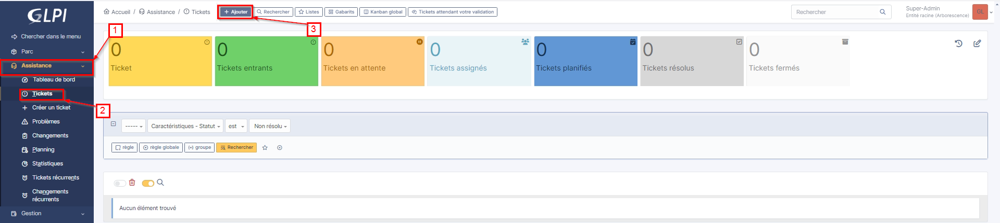 GLPI
Chercher dans le menu
Parc
Assistance
Tableau de bord
Tickets
Créer un ticket
Problèmes
Changements
Planning
Statistiques
Tickets récurrents
Changements
récurrents
Gestion
1
2
3
Accueil / Assistance / Tickets
+ Ajouter
Rechercher
Listes
Gabarits
Kanban global
Tickets attendant votre validation
Rechercher
Super-Admin
Entité racine (Arborescence)
GL
0
Ticket
0
Tickets entrants
0
Tickets en attente
0
Tickets assignés
0
Tickets planifiés
0
Tickets résolus
0
Tickets fermés
-----
Caractéristiques - Statut
est
Non résolu
règle
règle globale
groupe
Rechercher
Aucun élément trouvé